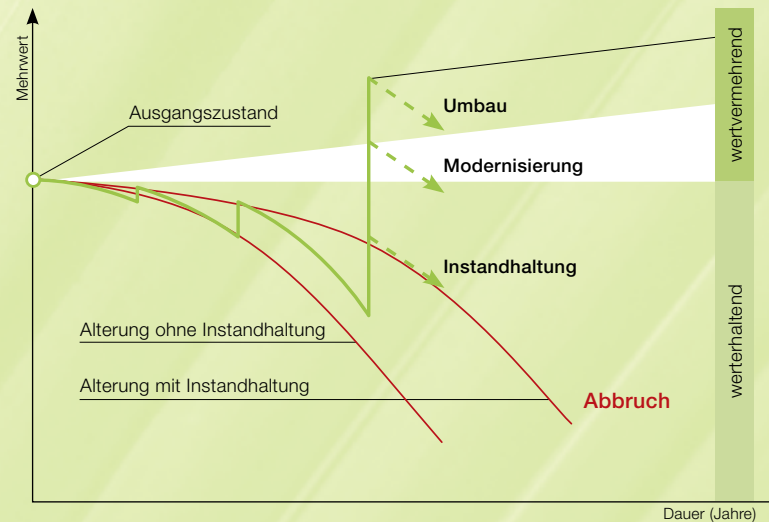 Mehrwert
Ausgangszustand
Umbau
Modernisierung
Instandhaltung
Alterung ohne Instandhaltung
Alterung mit Instandhaltung
Abbruch
wertvermehrend
werterhaltend
Dauer (Jahre)